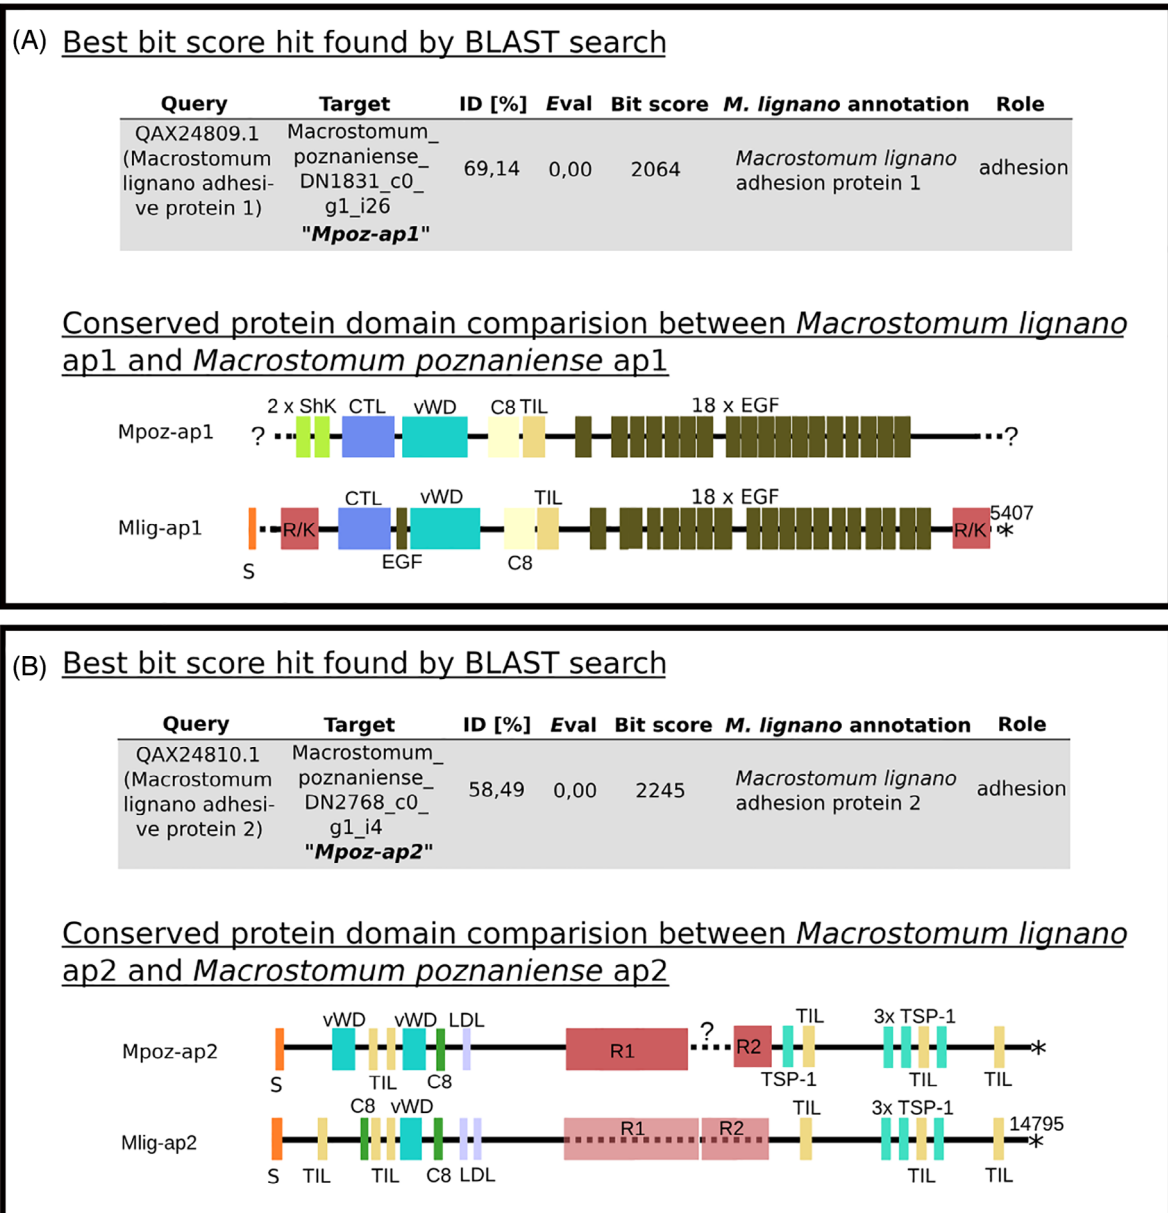 (A) Best bit score hit found by BLAST search
Query Target ID [%] Eval Bit score M. lignano annotation Role
QAX24809.1 Macrostomum_
(Macrostomum poznaniense_ Macrostomum lignano
lignano adhesi- DN1831_c0_ 69,14 0,00 2064 adhesion protein 1 adhesion
ve protein 1) g1_i26
"Mpoz-ap1"
Conserved protein domain comparision between Macrostomum lignano
ap1 and Macrostomum poznaniense ap1
2 x ShK CTL vWD C8 TIL 18 x EGF
Mpoz-ap1 ? ?
CTL vWD TIL 18 x EGF
Mlig-ap1 R/K R/K 5407 *
S EGF C8
(B) Best bit score hit found by BLAST search
Query Target ID [%] Eval Bit score M. lignano annotation Role
QAX24810.1 Macrostomum_
(Macrostomum poznaniense_ Macrostomum lignano
lignano adhesi- DN2768_c0_ 58,49 0,00 2245 adhesion protein 2 adhesion
ve protein 2) g1_i4
"Mpoz-ap2"
Conserved protein domain comparision between Macrostomum lignano
ap2 and Macrostomum poznaniense ap2
vWD vWD LDL ? TIL 3x TSP-1
Mpoz-ap2 R1 R2 *
S TIL C8 TSP-1 TIL TIL
C8 vWD TIL 3x TSP-1
Mlig-ap2 R1 R2 14795 *
S TIL TIL C8 LDL TIL TIL